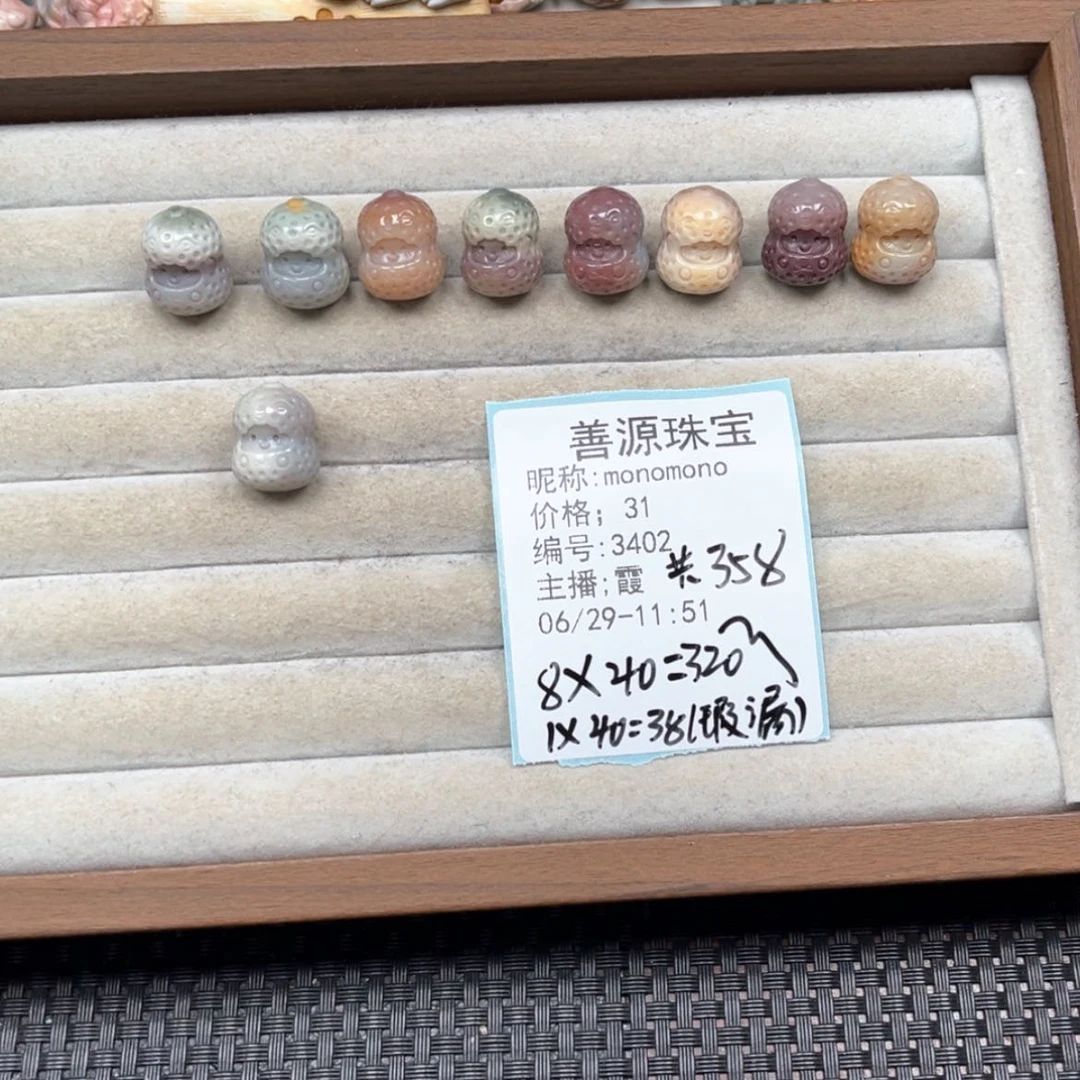 善源珠宝
昵称:monomono
价格; 31
编号:3402
共358
主播;霞
06/29-11:51
8X40=320
1X40=38(瑕漏)